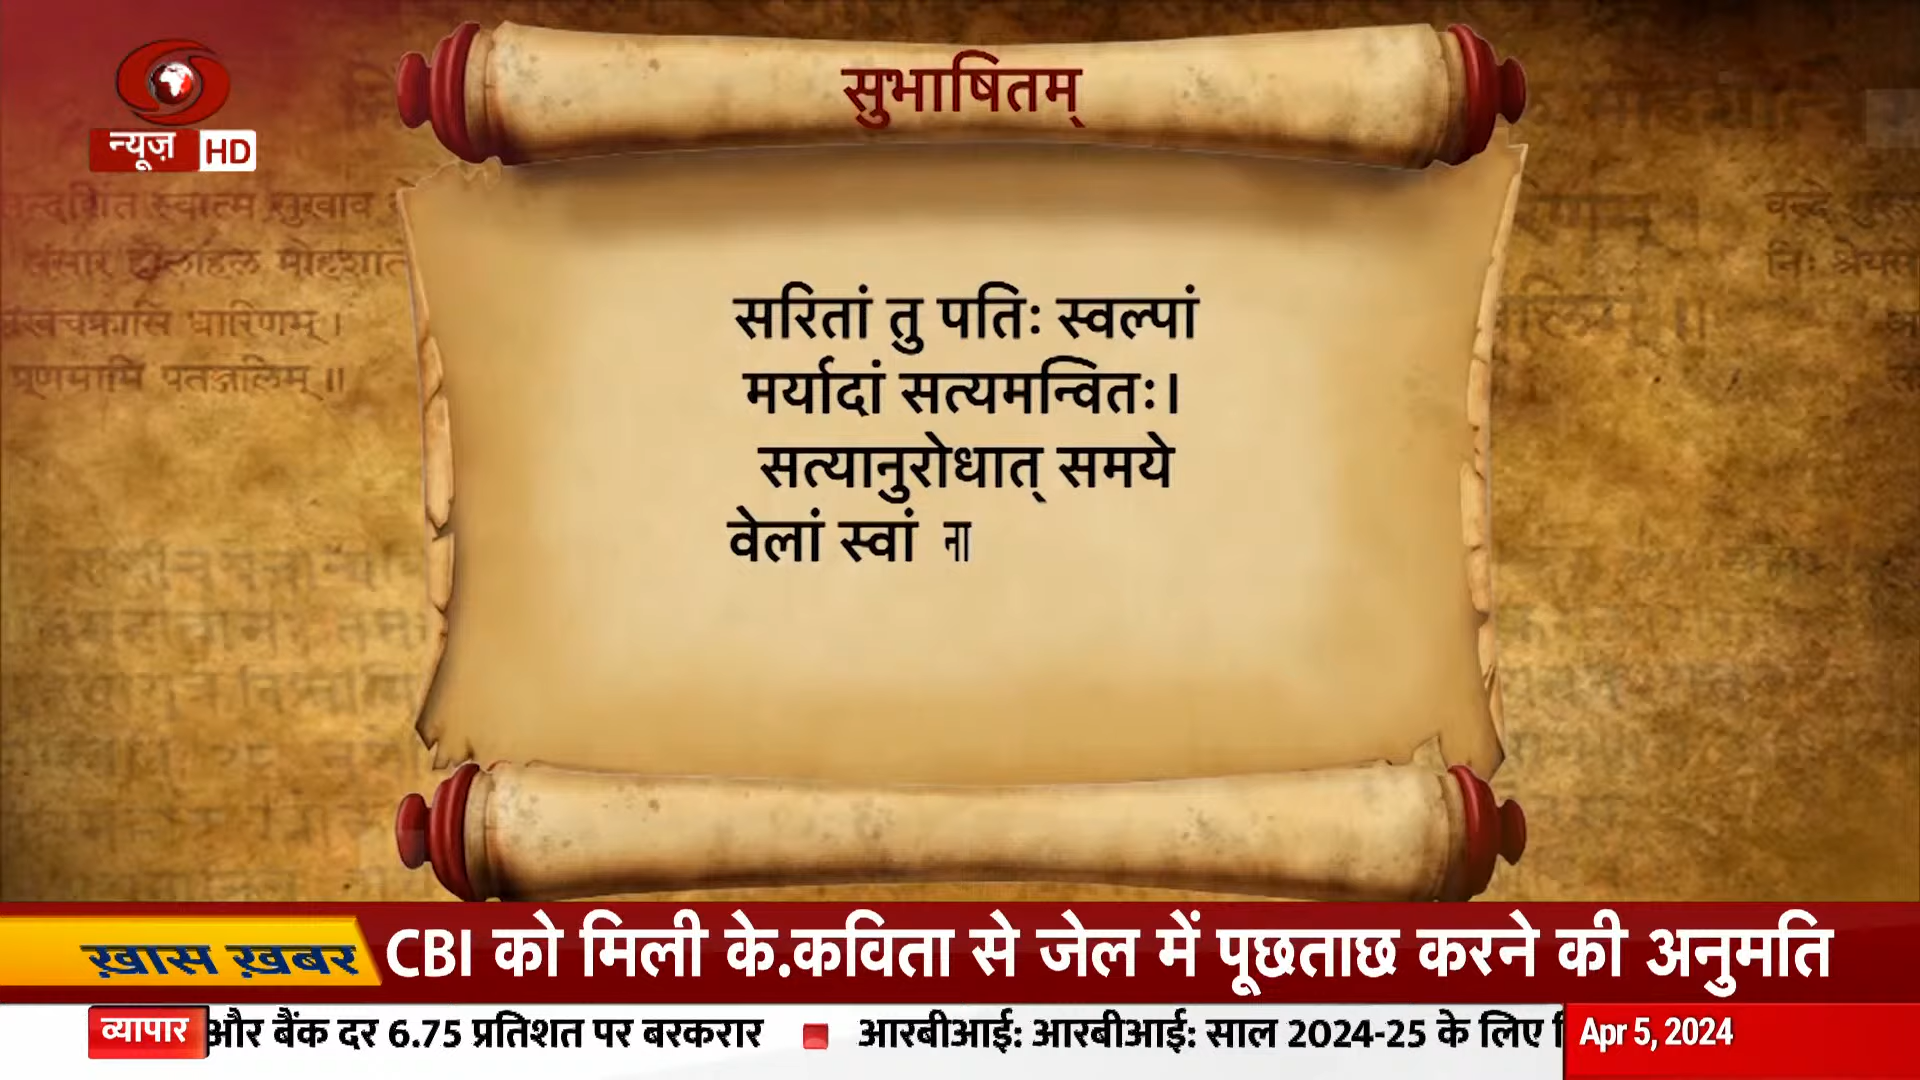 न्यूज़ HD
सुभाषितम्
सरितां तु पतिः स्वल्पां
मर्यादां सत्यमन्वितः।
सत्यानुरोधात् समये
वेलां स्वां ना
ख़ास ख़बर CBI को मिली के.कविता से जेल में पूछताछ करने की अनुमति
व्यापार और बैंक दर 6.75 प्रतिशत पर बरकरार आरबीआई: आरबीआई: साल 2024-25 के लिए Apr 5, 2024